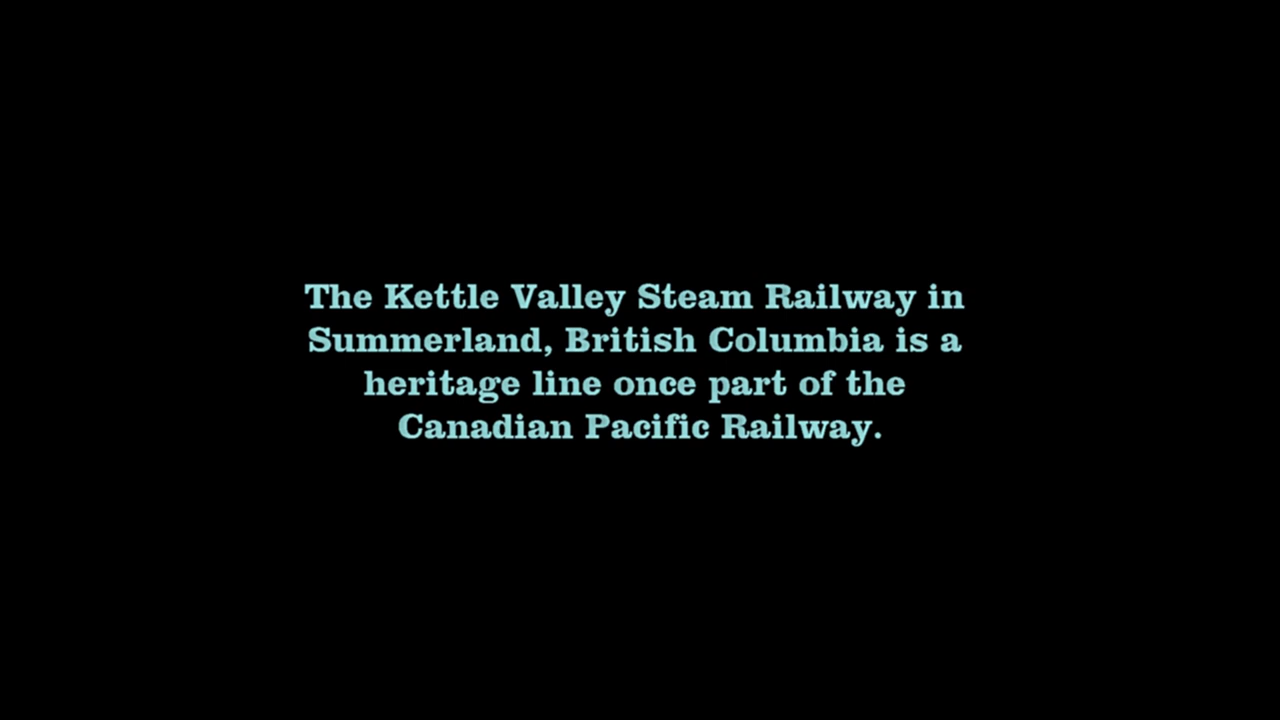 The Kettle Valley Steam Railway in
Summerland, British Columbia is a
heritage line once part of the
Canadian Pacific Railway.